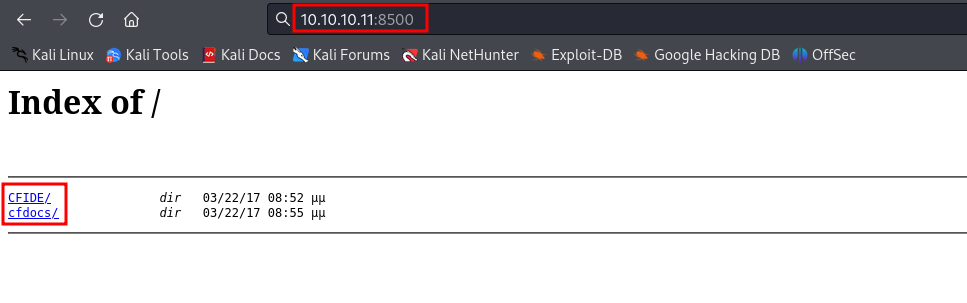 10.10.10.11:8500
Kali Linux Kali Tools Kali Docs Kali Forums Kali NetHunter Exploit-DB Google Hacking DB OffSec
Index of /
CFIDE/ dir 03/22/17 08:52 μμ
cfdocs/ dir 03/22/17 08:55 μμ